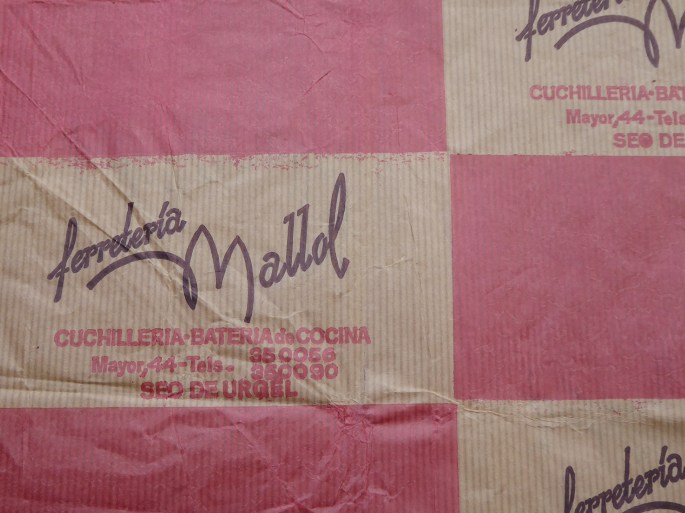 ferretería
CUCHILLERIA-BATER
Mayor,44-Tels
SEO DE
ferretería Mallol
CUCHILLERIA-BATERIA de COCINA
Mayor,44-Tels. 350056
350090
SEO DE URGEL
ferretería